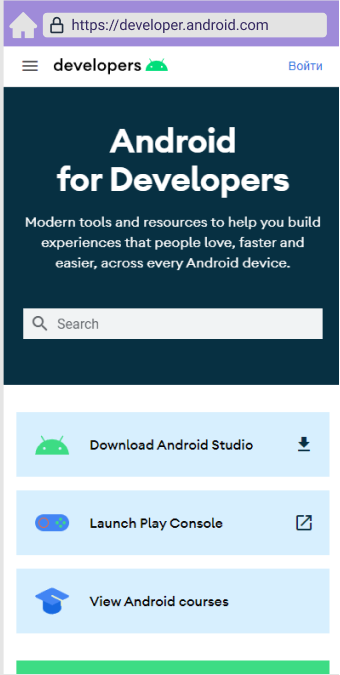 https://developer.android.com
developers
Войти
Android
for Developers
Modern tools and resources to help you build
experiences that people love, faster and
easier, across every Android device.
Search
Download Android Studio
Launch Play Console
View Android courses